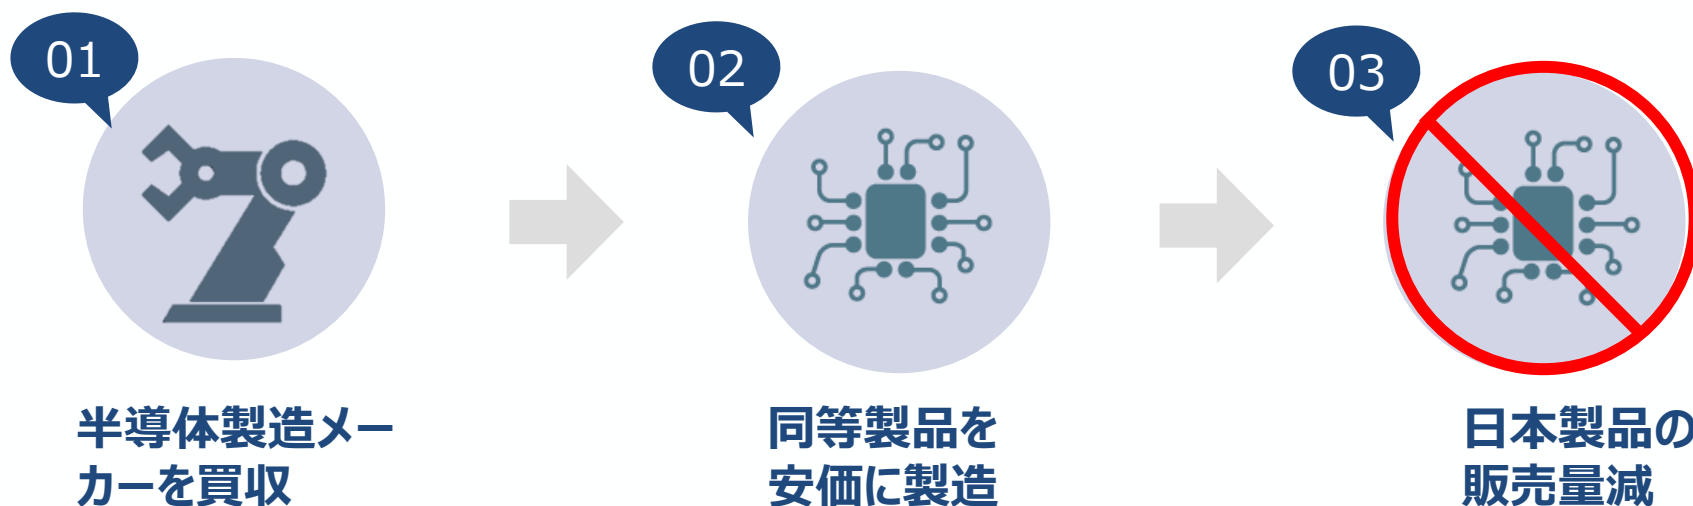 01
半導体製造メー
カーを買収
02
同等製品を
安価に製造
03
日本製品の
販売量減